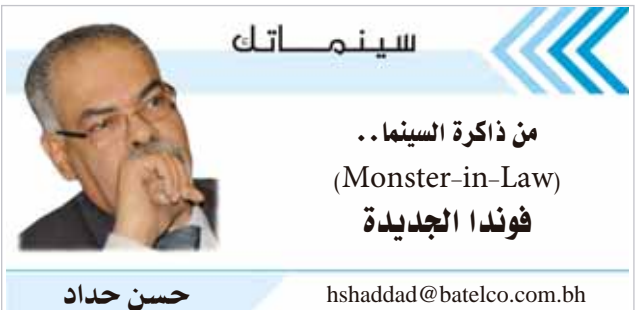 سينمـــاتك
من ذاكرة السينما..
(Monster-in-Law)
فوندا الجديدة
حسن حداد
hshaddad@batelco.com.bh